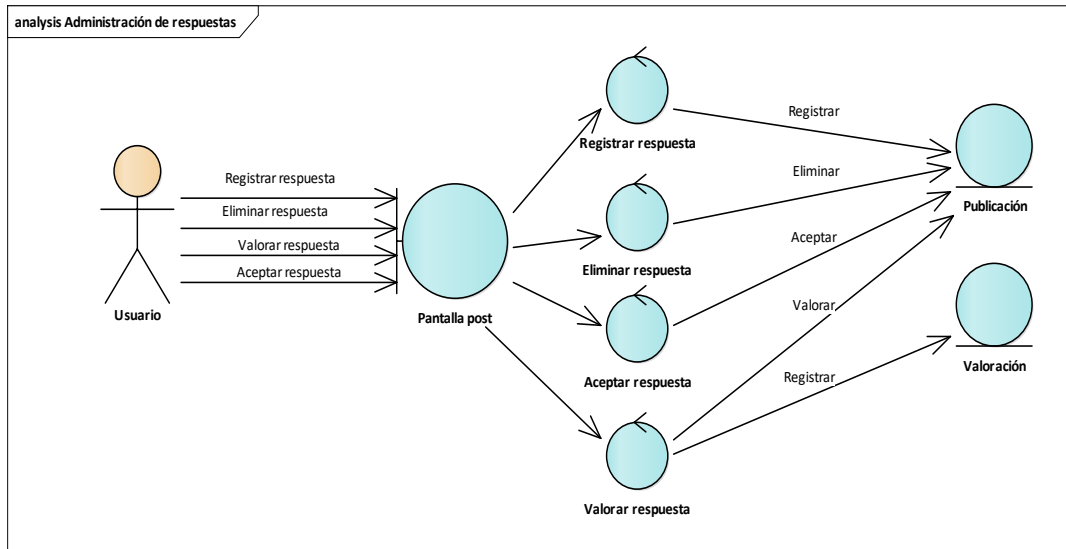 analysis Administración de respuestas
Registrar respuesta
Eliminar respuesta
Valorar respuesta
Aceptar respuesta
Usuario
Pantalla post
Registrar respuesta
Eliminar respuesta
Aceptar respuesta
Valorar respuesta
Registrar
Eliminar
Aceptar
Valorar
Registrar
Publicación
Valoración